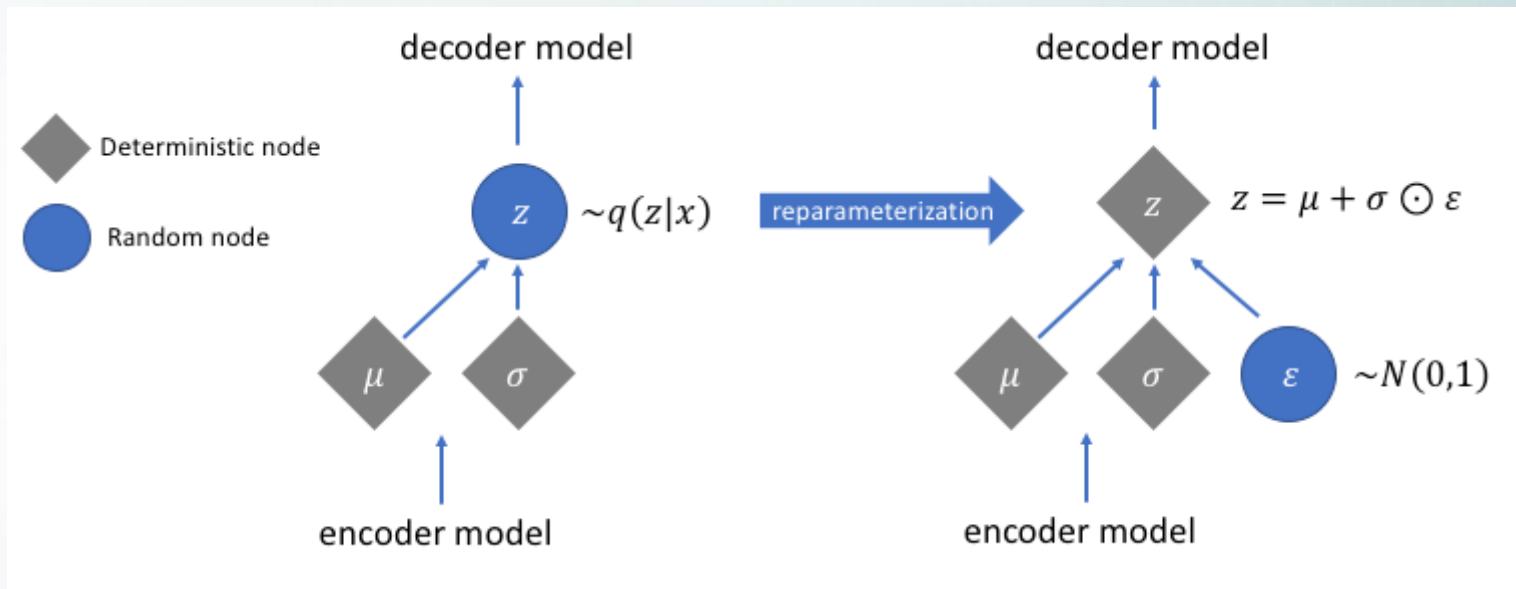 decoder model
decoder model
Deterministic node
Random node
z
~q(z|x)
reparameterization
z
z = μ + σ ⊙ ε
μ
σ
μ
σ
ε
~N(0,1)
encoder model
encoder model